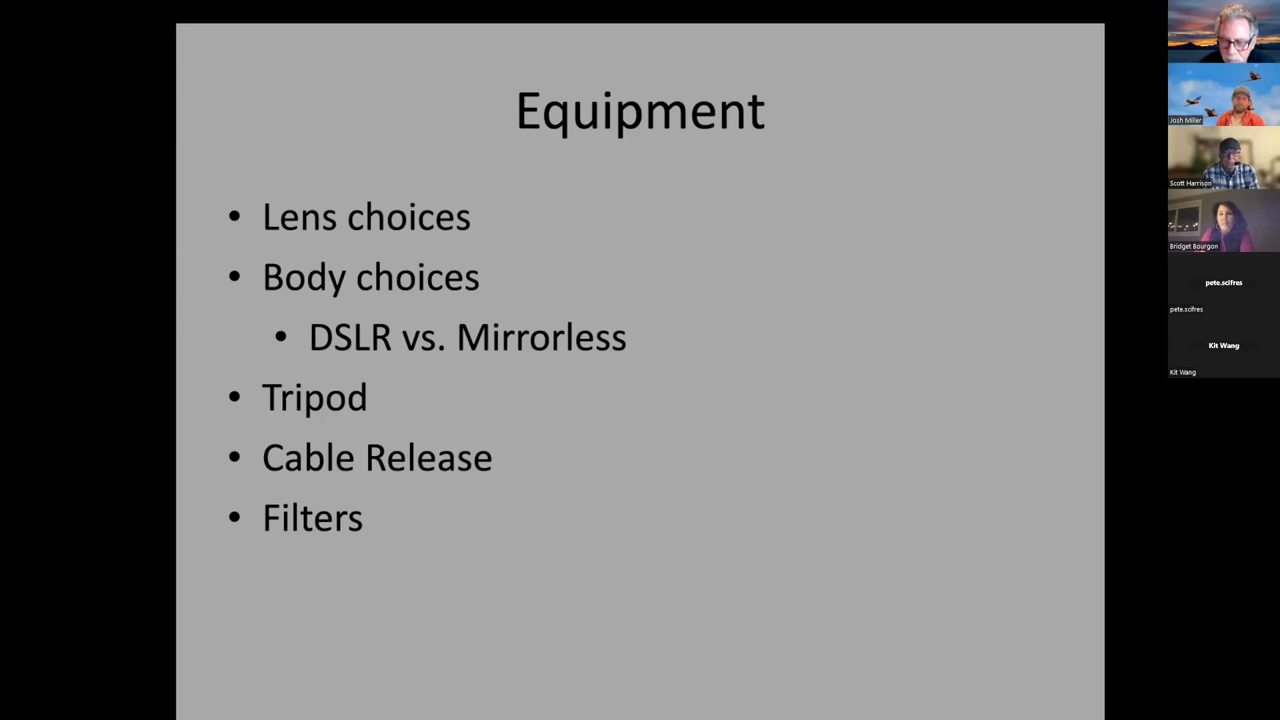 Equipment
• Lens choices
• Body choices
• DSLR vs. Mirrorless
• Tripod
• Cable Release
• Filters
Josh Miller
Scott Harrison
Bridget Bourgon
pete.scifres
pete.scifres
Kit Wang
Kit Wang